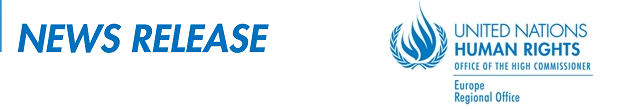 NEWS RELEASE
UNITED NATIONS
HUMAN RIGHTS
OFFICE OF THE HIGH COMMISSIONER
Europe
Regional Office